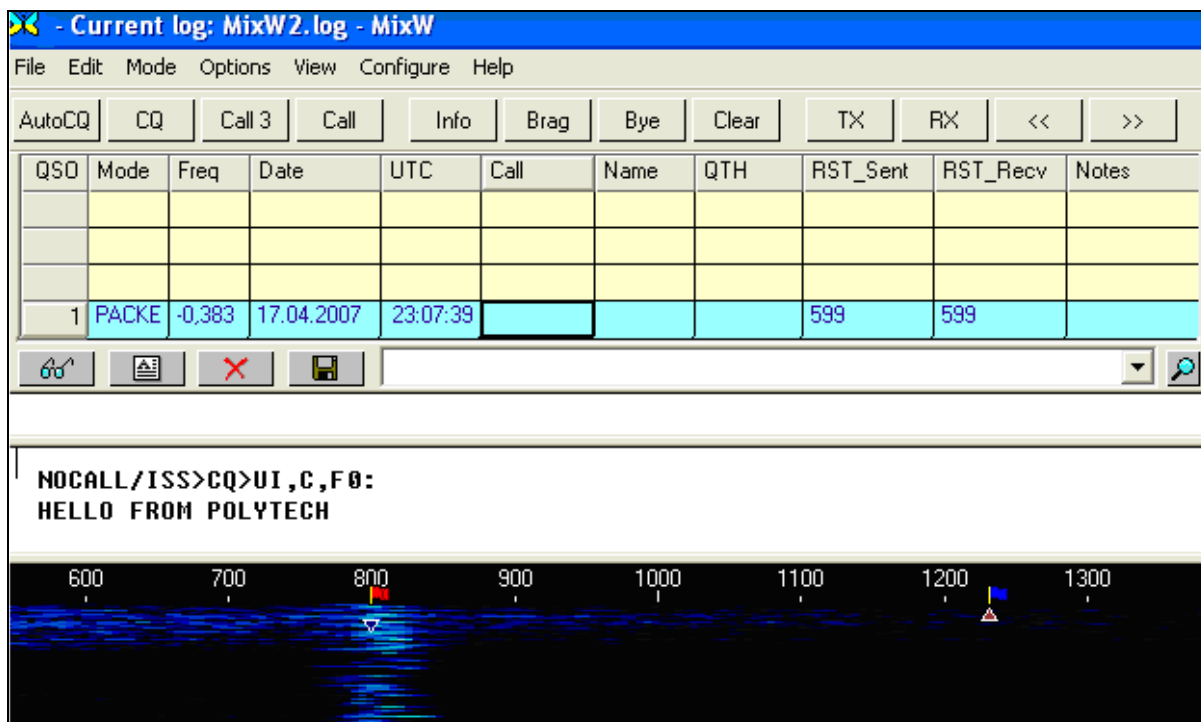 - Current log: MixW2.log - MixW
File Edit Mode Options View Configure Help
AutoCQ CQ Call 3 Call Info Brag Bye Clear TX RX << >>
QSO Mode Freq Date UTC Call Name QTH RST_Sent RST_Recv Notes
1 PACKE -0,383 17.04.2007 23:07:39 599 599
NOCALL/ISS>CQ>UI,C,F0:
HELLO FROM POLYTECH
600 700 800 900 1000 1100 1200 1300